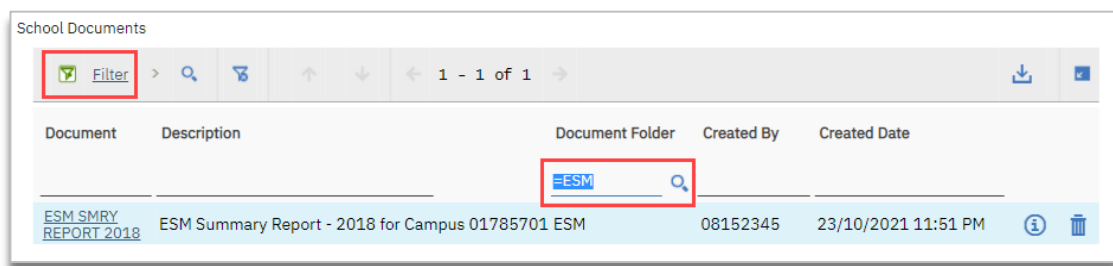 School Documents
Filter > 1 - 1 of 1
Document Description Document Folder Created By Created Date
=ESM
ESM SMRY
REPORT 2018 ESM Summary Report - 2018 for Campus 01785701 ESM 08152345 23/10/2021 11:51 PM